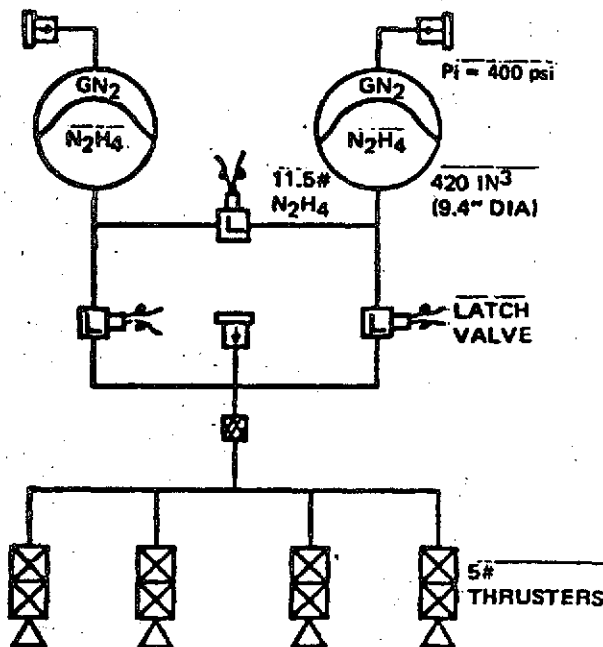 GN2
N2H4
GN2
N2H4
Pi = 400 psi
11.5#
N2H4
420 IN3
(9.4" DIA)
L
L
L
LATCH
VALVE
5#
THRUSTERS